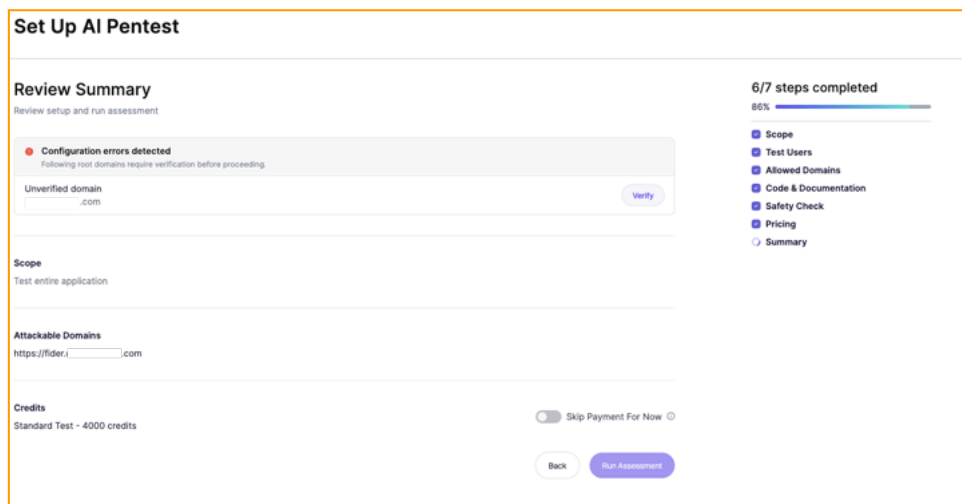 Set Up AI Pentest
Review Summary
Review setup and run assessment
Configuration errors detected
Following root domains require verification before proceeding.
Unverified domain
.com
Verify
Scope
Test entire application
Attackable Domains
https://fider. .com
Credits
Standard Test - 4000 credits
Skip Payment For Now
Back
Run Assessment
6/7 steps completed
86%
Scope
Test Users
Allowed Domains
Code & Documentation
Safety Check
Pricing
Summary